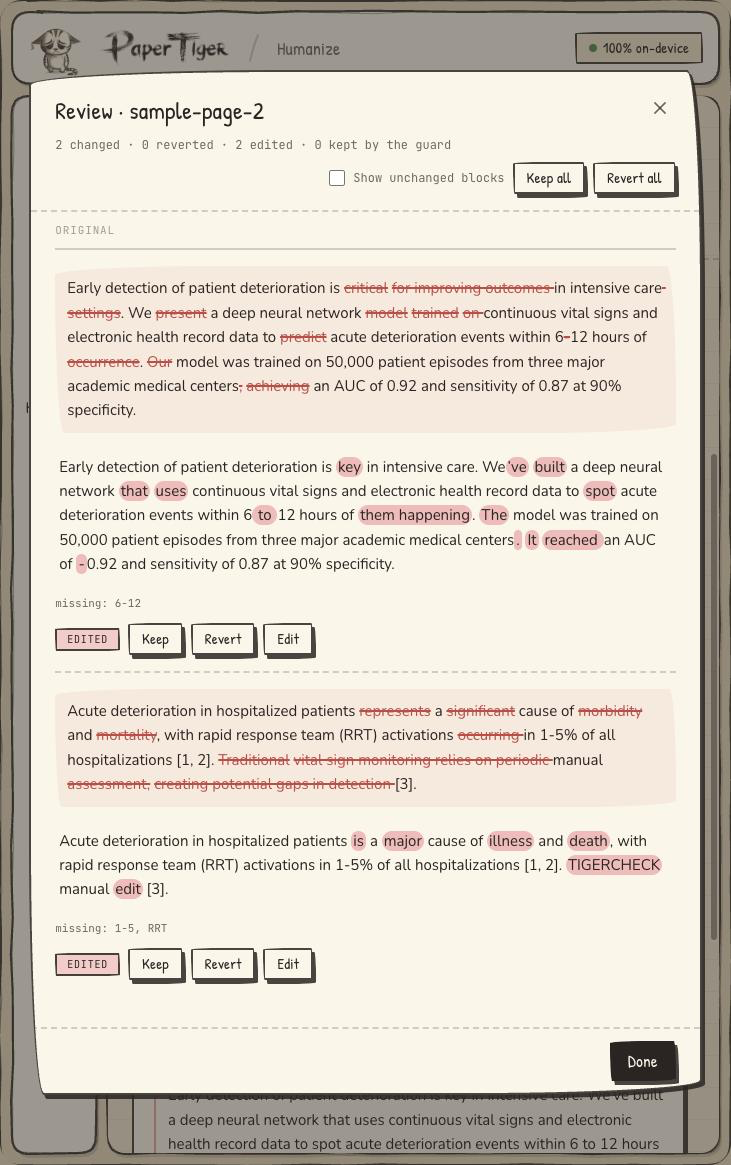 PaperTiger
Humanize
100% on-device
Review · sample-page-2
2 changed · 0 reverted · 2 edited · 0 kept by the guard
Show unchanged blocks
Keep all
Revert all
ORIGINAL
Early detection of patient deterioration is critical for improving outcomes in intensive care
settings. We present a deep neural network model trained on continuous vital signs and
electronic health record data to predict acute deterioration events within 6-12 hours of
occurrence. Our model was trained on 50,000 patient episodes from three major
academic medical centers, achieving an AUC of 0.92 and sensitivity of 0.87 at 90%
specificity.
Early detection of patient deterioration is key in intensive care. We've built a deep neural
network that uses continuous vital signs and electronic health record data to spot acute
deterioration events within 6 to 12 hours of them happening. The model was trained on
50,000 patient episodes from three major academic medical centers. It reached an AUC
of -0.92 and sensitivity of 0.87 at 90% specificity.
missing: 6-12
EDITED
Keep
Revert
Edit
Acute deterioration in hospitalized patients represents a significant cause of morbidity
and mortality, with rapid response team (RRT) activations occurring in 1-5% of all
hospitalizations [1, 2]. Traditional vital sign monitoring relies on periodic manual
assessment, creating potential gaps in detection [3].
Acute deterioration in hospitalized patients is a major cause of illness and death, with
rapid response team (RRT) activations in 1-5% of all hospitalizations [1, 2]. TIGERCHECK
manual edit [3].
missing: 1-5, RRT
EDITED
Keep
Revert
Edit
Done
Early detection of patient deterioration is key in intensive care. We've built
a deep neural network that uses continuous vital signs and electronic
health record data to spot acute deterioration events within 6 to 12 hours